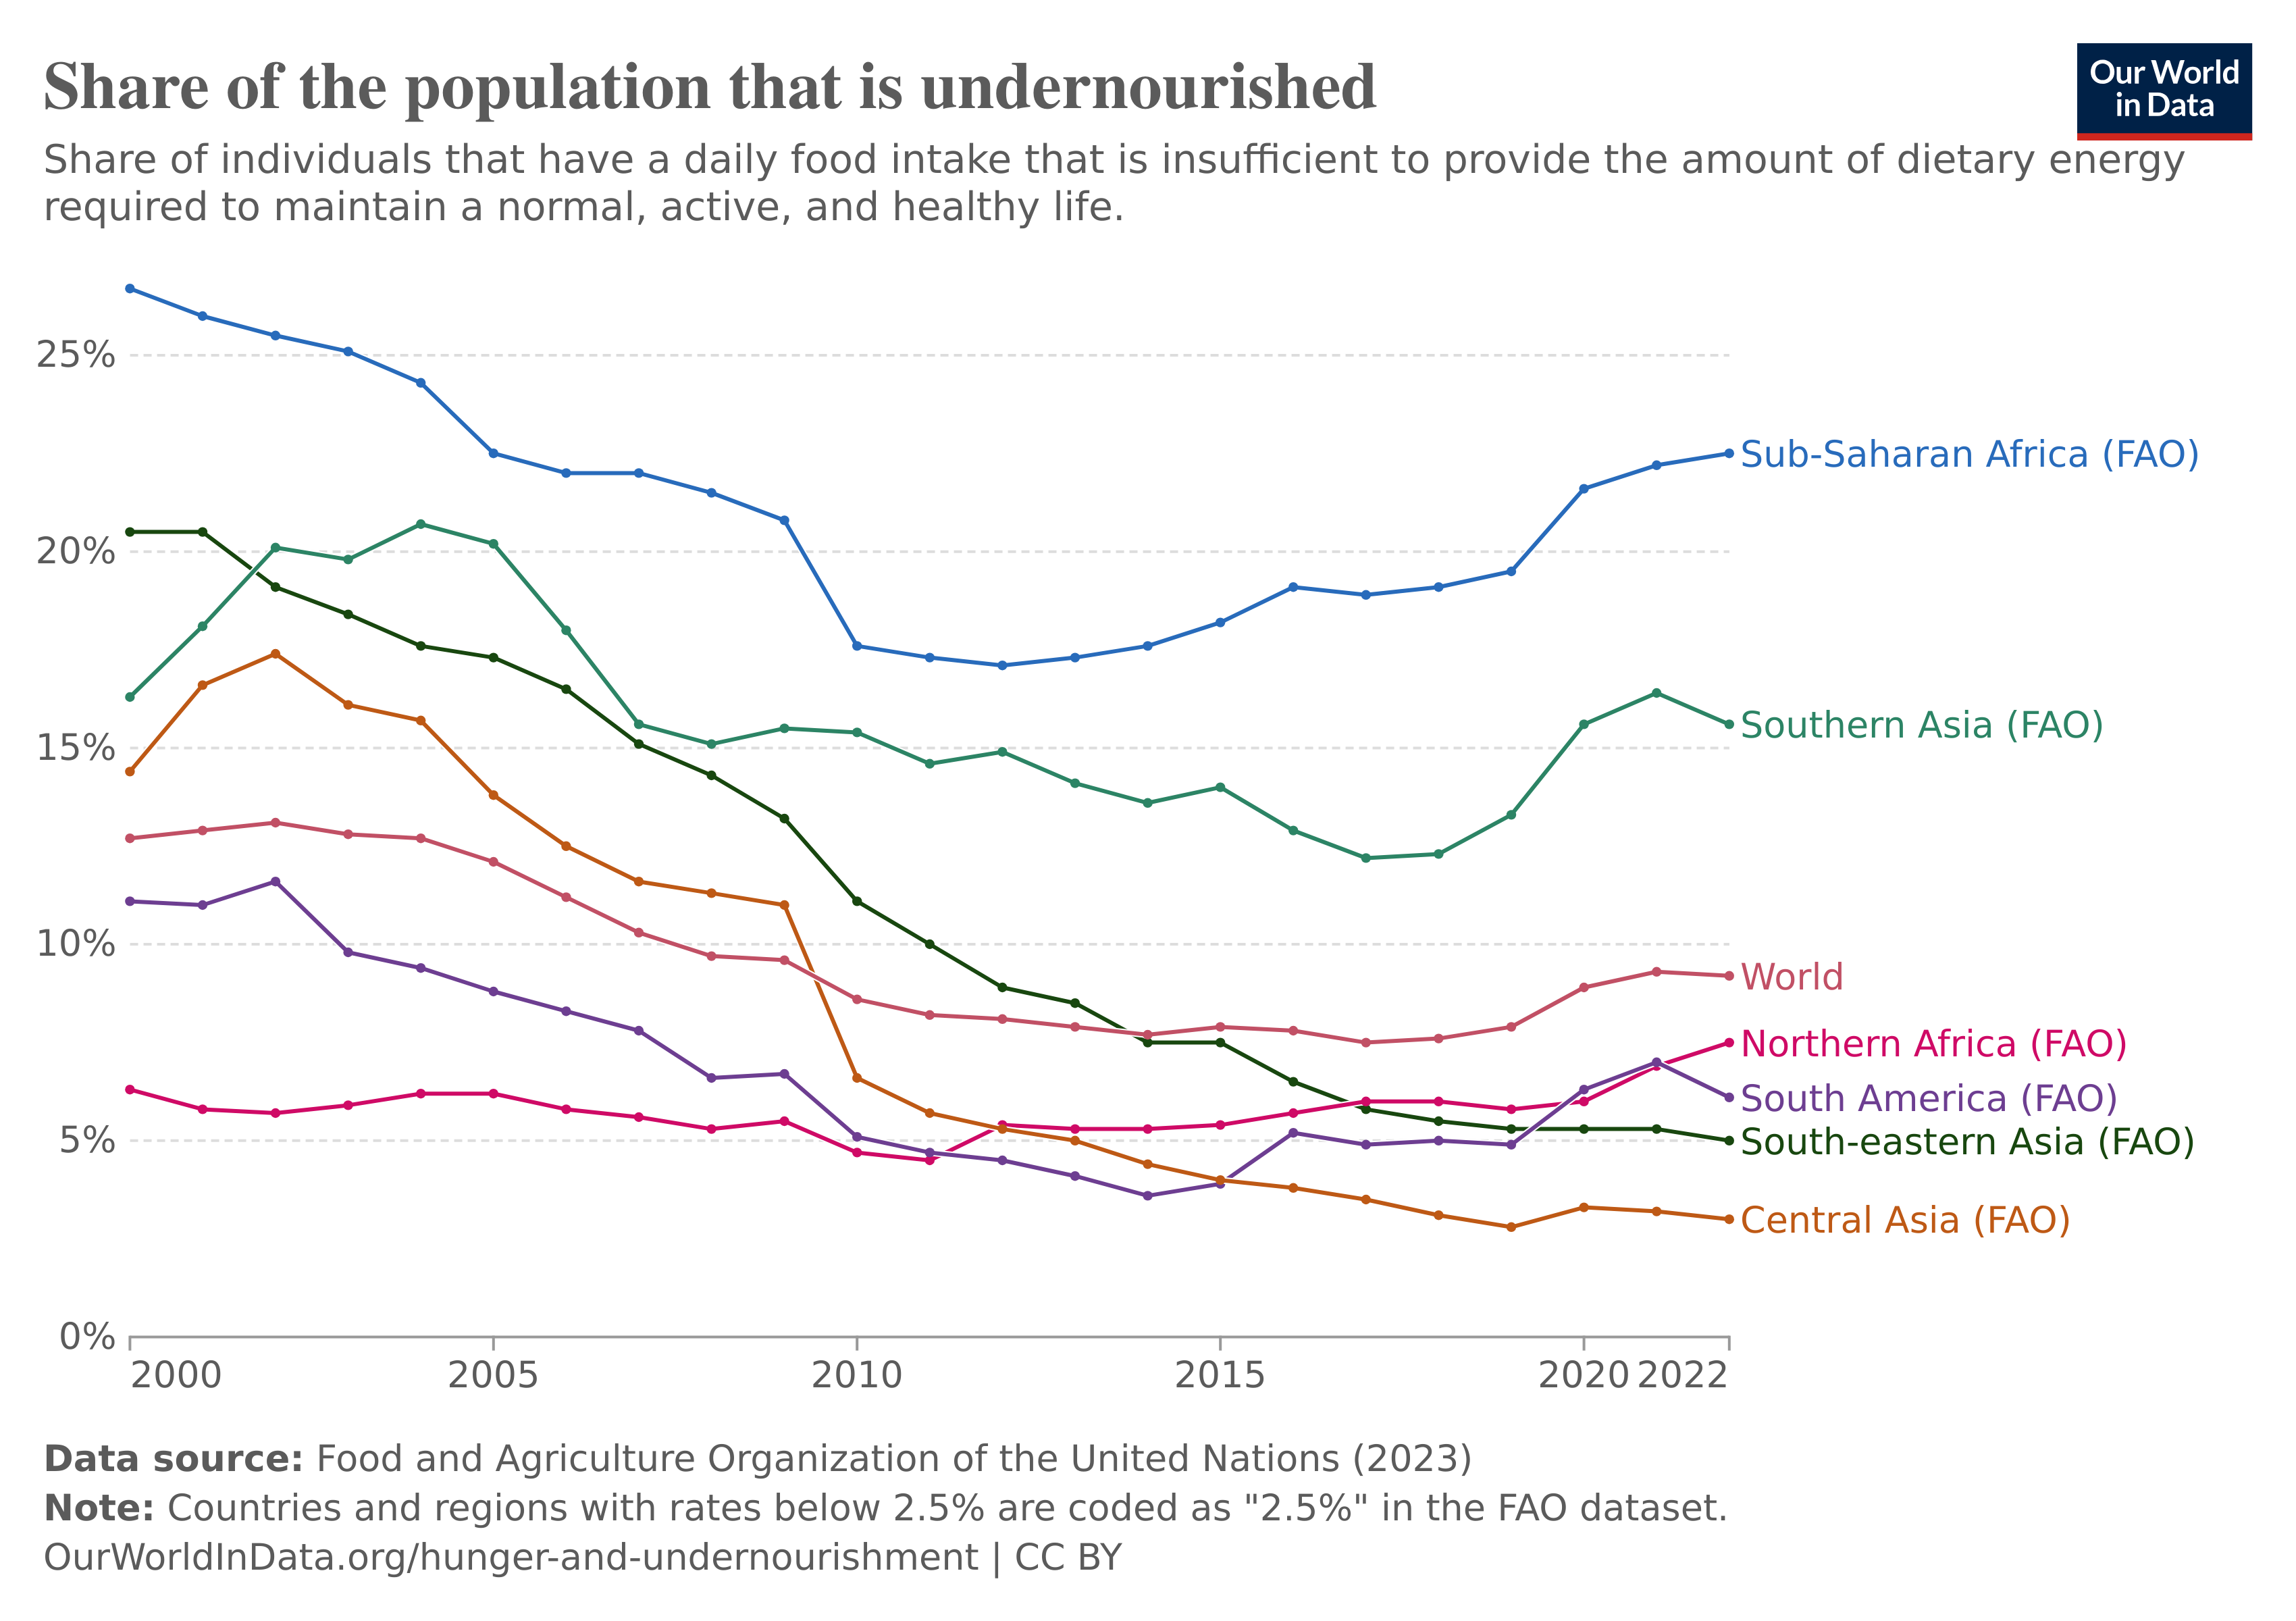 Share of the population that is undernourished
Our World
in Data
Share of individuals that have a daily food intake that is insufficient to provide the amount of dietary energy
required to maintain a normal, active, and healthy life.
25%
Sub-Saharan Africa (FAO)
20%
Southern Asia (FAO)
15%
10%
World
Northern Africa (FAO)
South America (FAO)
5%
South-eastern Asia (FAO)
Central Asia (FAO)
0%
2000 2005 2010 2015 2020 2022
Data source: Food and Agriculture Organization of the United Nations (2023)
Note: Countries and regions with rates below 2.5% are coded as "2.5%" in the FAO dataset.
OurWorldInData.org/hunger-and-undernourishment | CC BY